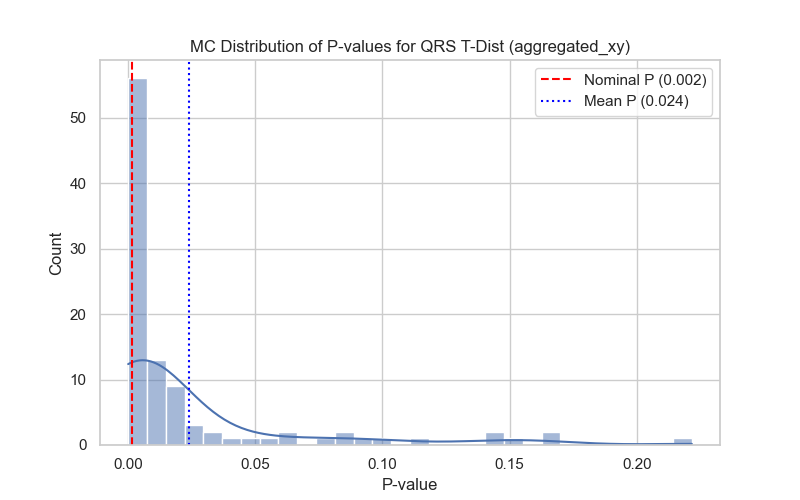 MC Distribution of P-values for QRS T-Dist (aggregated_xy)
Nominal P (0.002)
Mean P (0.024)
50
40
30
20
10
0
Count
0.00 0.05 0.10 0.15 0.20
P-value